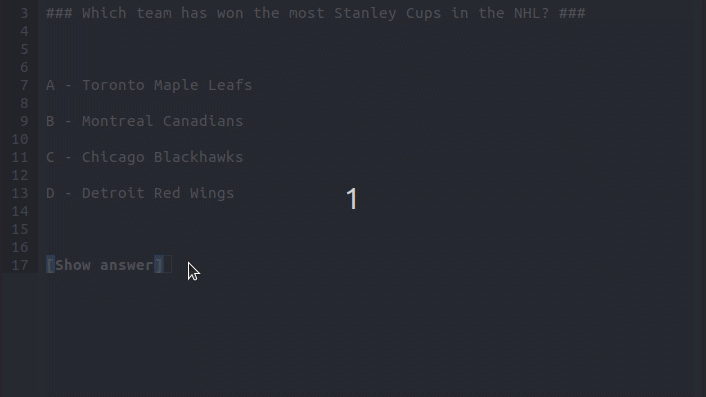 3 ### Which team has won the most Stanley Cups in the NHL? ###
4
5
6
7 A - Toronto Maple Leafs
8
9 B - Montreal Canadians
10
11 C - Chicago Blackhawks
12
13 D - Detroit Red Wings
1
14
15
16
17 [Show answer]